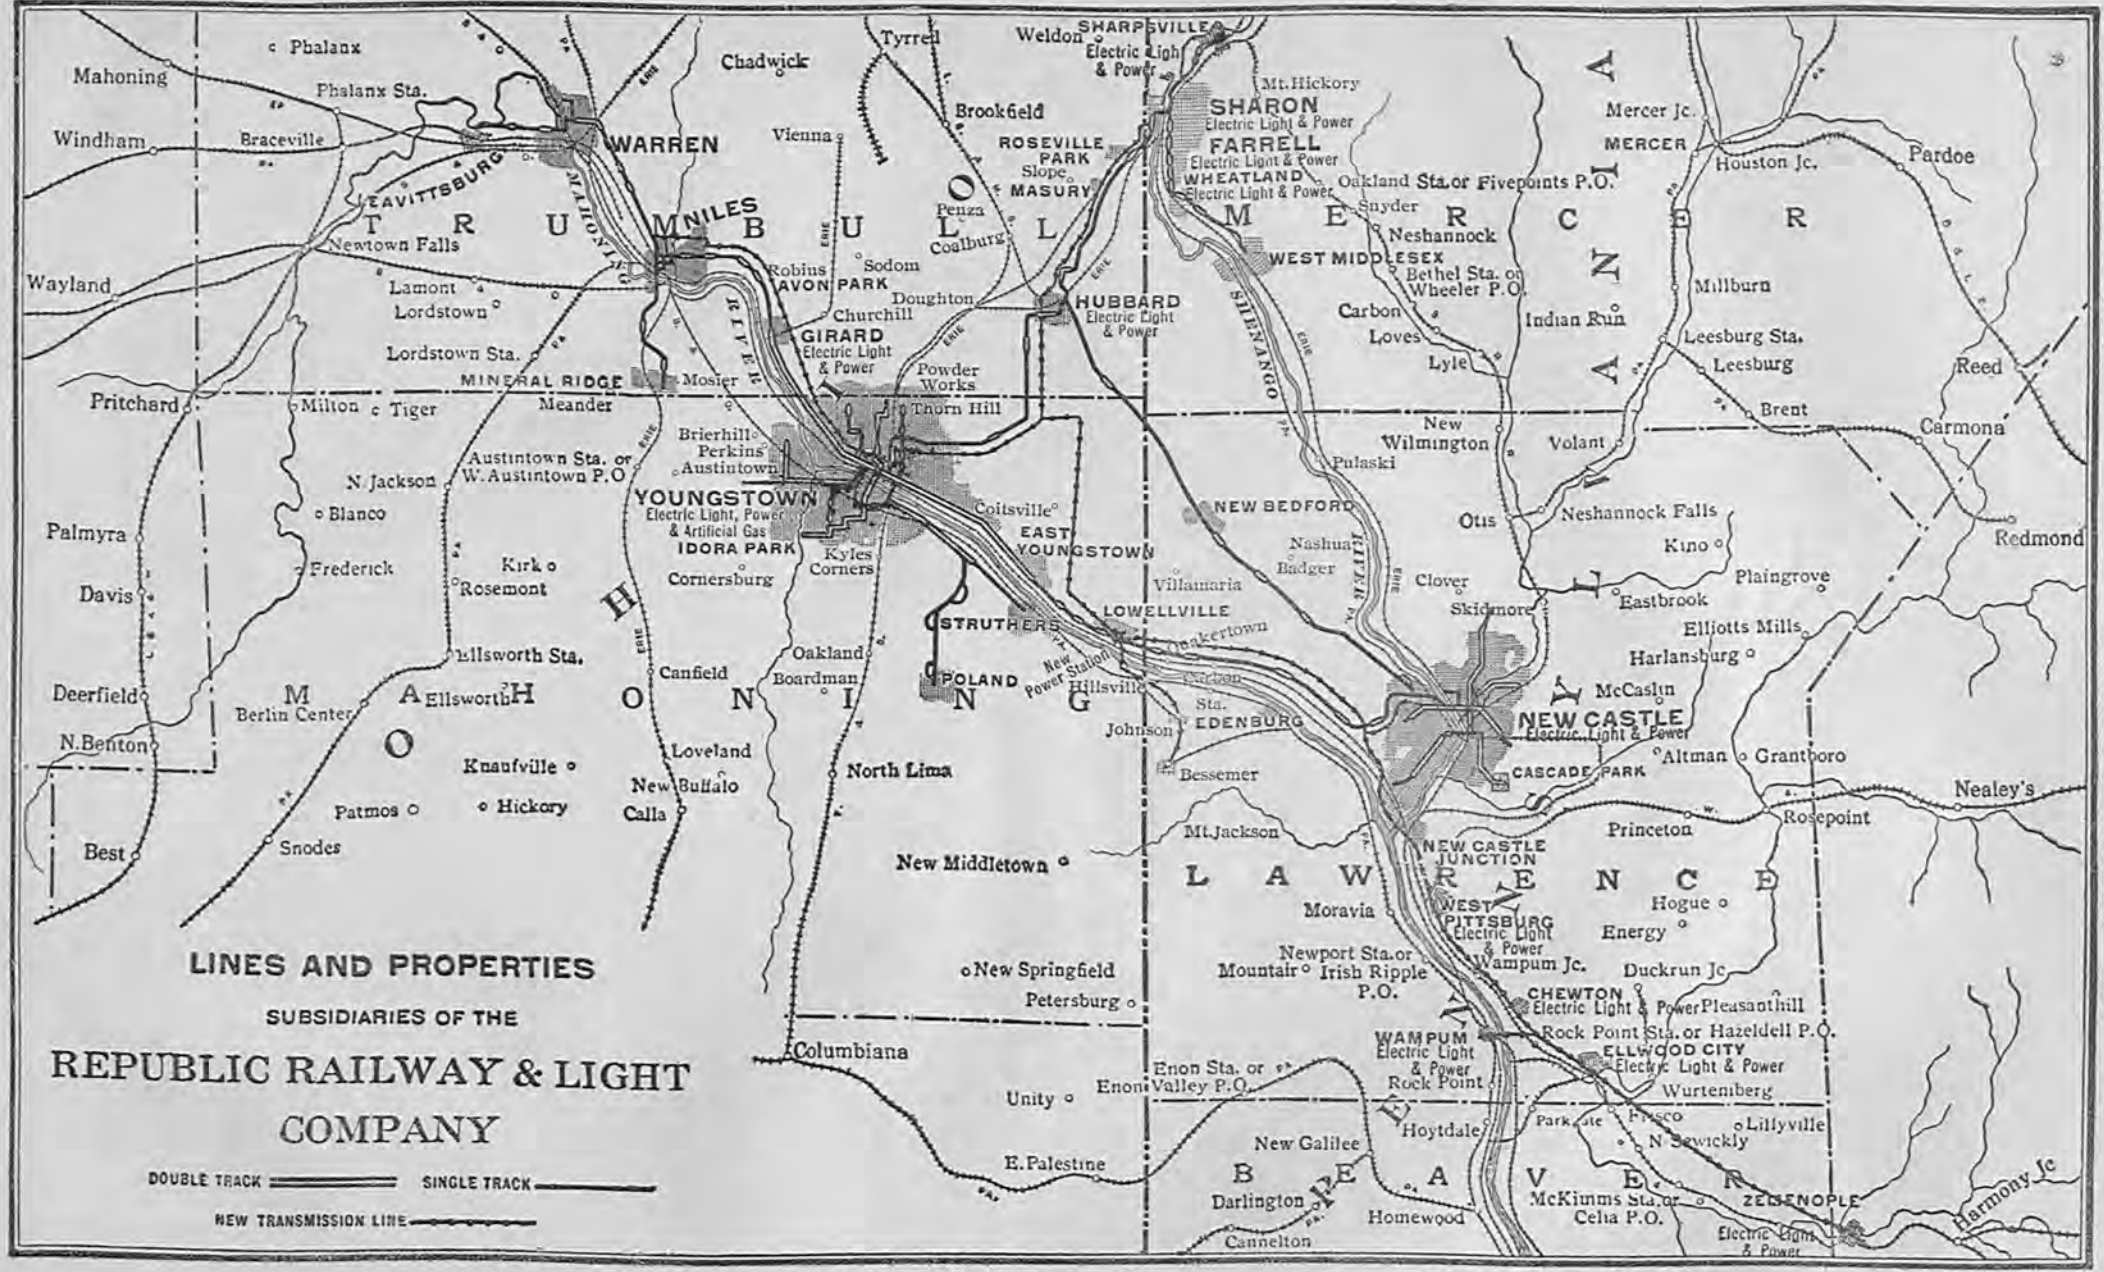 Phalanx
Mahoning
Phalanx Sta.
Windham
Braceville
WARREN
LEAVITTSBURG
B & O
PA
ERIE
Chadwick
Tyrrell
Weldon
SHARPSVILLE
Electric Light
& Power
Mt. Hickory
Brookfield
Vienna
SHARON
Electric Light & Power
FARRELL
Electric Light & Power
WHEATLAND
Electric Light & Power
ROSEVILLE
PARK
Slope
MASURY
Oakland Sta. or Fivepoints P.O.
Snyder
Neshannock
Mercer Jc.
MERCER
Houston Jc.
Pardoe
TRUMBULL
MERCER
MAHONING
RIVER
NILES
Newtown Falls
Wayland
Lamont
Lordstown
Penza
Coalburg
Robins
AVON PARK
Sodom
Doughton
Churchill
HUBBARD
Electric Light
& Power
WEST MIDDLESEX
Bethel Sta. or
Wheeler P.O.
Carbon
Indian Run
Millburn
Loves
Lyle
Leesburg Sta.
Leesburg
Reed
Lordstown Sta.
GIRARD
Electric Light
& Power
MINERAL RIDGE
Mosier
Powder
Works
Pritchard
Milton
Tiger
Meander
Thorn Hill
SHENANGO
RIVER
New
Wilmington
Volant
Brent
Carmona
Brierhill
Perkins
Austintown
Austintown Sta. or
W. Austintown P.O
N. Jackson
Pulaski
YOUNGSTOWN
Electric Light, Power
& Artificial Gas
IDORA PARK
Blanco
Coitsville
NEW BEDFORD
Otis
Neshannock Falls
Palmyra
EAST
YOUNGSTOWN
Kyles
Corners
Cornersburg
Nashua
Badger
Kino
Redmond
Frederick
Kirk
Rosemont
Davis
Villamaria
Clover
Skidmore
Plaingrove
Eastbrook
LOWELLVILLE
STRUTHERS
Quakertown
Elliotts Mills
Harlansburg
Ellsworth Sta.
Oakland
New
Power Station
Canfield
Boardman
POLAND
Hillsville
Carbon
Sta.
McCaslin
Deerfield
MAHONING
Berlin Center
Ellsworth
Johnson
EDENBURG
NEW CASTLE
Electric Light & Power
N. Benton
Loveland
Knaufville
North Lima
Bessemer
CASCADE PARK
Altman
Grantboro
New Buffalo
Patmos
Hickory
Calla
Nealey's
Princeton
Rosepoint
Mt. Jackson
Best
Snodes
New Middletown
NEW CASTLE
JUNCTION
LAWRENCE
Moravia
WEST
PITTSBURG
Electric Light
& Power
Hogue
Energy
New Springfield
Petersburg
Newport Sta. or
Mountair
Irish Ripple
P.O.
Wampum Jc.
Duckrun Jc
CHEWTON
Electric Light & Power
Pleasanthill
WAMPUM
Electric Light
& Power
Rock Point Sta. or Hazeldell P.O.
ELLWOOD CITY
Electric Light & Power
Rock Point
Wurtemberg
Columbiana
Enon Sta. or
Enon Valley P.O.
Unity
Hoytdale
Frisco
Lillyville
N. Sewickly
New Galilee
E. Palestine
BEAVER
Darlington
Homewood
Cannelton
McKimms Sta. or
Celia P.O.
ZELIENOPLE
Electric Light
& Power
Harmony Jc
OHIO
PENNSYLVANIA
LINES AND PROPERTIES
SUBSIDIARIES OF THE
REPUBLIC RAILWAY & LIGHT
COMPANY
DOUBLE TRACK
SINGLE TRACK
NEW TRANSMISSION LINE